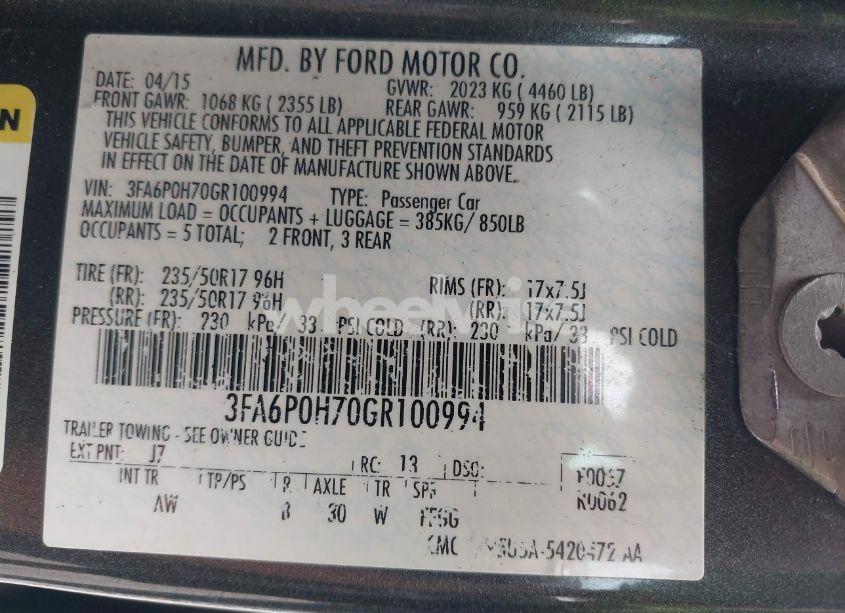 MFD. BY FORD MOTOR CO.
DATE: 04/15 GVWR: 2023 KG ( 4460 LB)
FRONT GAWR: 1068 KG ( 2355 LB) REAR GAWR: 959 KG ( 2115 LB)
THIS VEHICLE CONFORMS TO ALL APPLICABLE FEDERAL MOTOR
VEHICLE SAFETY, BUMPER, AND THEFT PREVENTION STANDARDS
IN EFFECT ON THE DATE OF MANUFACTURE SHOWN ABOVE.
VIN: 3FA6P0H70GR100994 TYPE: Passenger Car
MAXIMUM LOAD = OCCUPANTS + LUGGAGE = 385KG/ 850LB
OCCUPANTS = 5 TOTAL; 2 FRONT, 3 REAR
TIRE (FR): 235/50R17 96H RIMS (FR): 17x7.5J
(RR): 235/50R17 96H (RR): 17x7.5J
PRESSURE (FR): 230 kPa/ 33 PSI COLD (RR): 230 kPa/ 33 PSI COLD
3FA6P0H70GR100994
TRAILER TOWING - SEE OWNER GUIDE
EXT PNT: J7 RC: 13 DSO:
INT TR TP/PS R AXLE TR SPR
AW 30 W
N